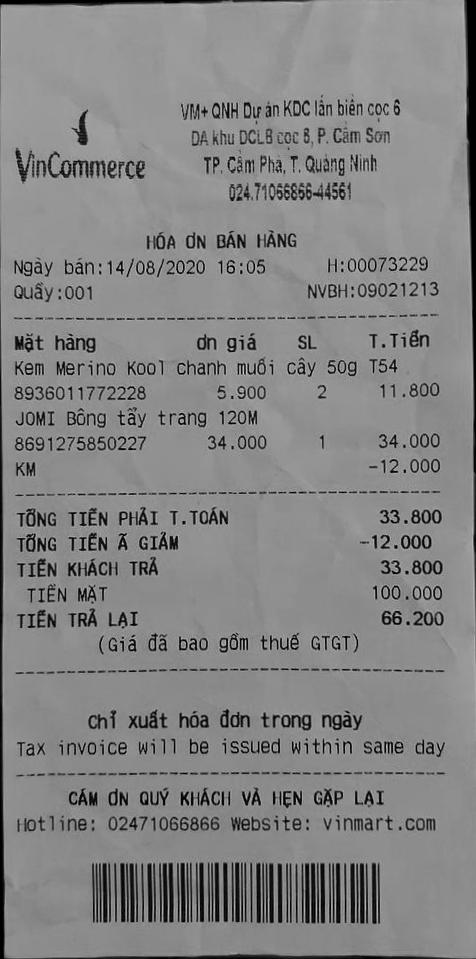 VM+ QNH Dự án KDC lấn biển cọc 6
VinCommerce
DA khu DCLB cọc 6, P. Cẩm Sơn
TP. Cẩm Phả, T. Quảng Ninh
024.71066866-44561
HÓA ƠN BÁN HÀNG
Ngày bán:14/08/2020 16:05 H:00073229
Quầy:001 NVBH:09021213
Mặt hàng ơn giá SL T.Tiền
Kem Merino Kool chanh muối cây 50g T54
8936011772228 5.900 2 11.800
JOMI Bông tẩy trang 120M
8691275850227 34.000 1 34.000
KM -12.000
TỔNG TIỀN PHẢI T.TOÁN 33.800
TỔNG TIỀN Ã GIẢM -12.000
TIỀN KHÁCH TRẢ 33.800
TIỀN MẶT 100.000
TIỀN TRẢ LẠI 66.200
(Giá đã bao gồm thuế GTGT)
Chỉ xuất hóa đơn trong ngày
Tax invoice will be issued within same day
CẢM ƠN QUÝ KHÁCH VÀ HẸN GẶP LẠI
Hotline: 02471066866 Website: vinmart.com